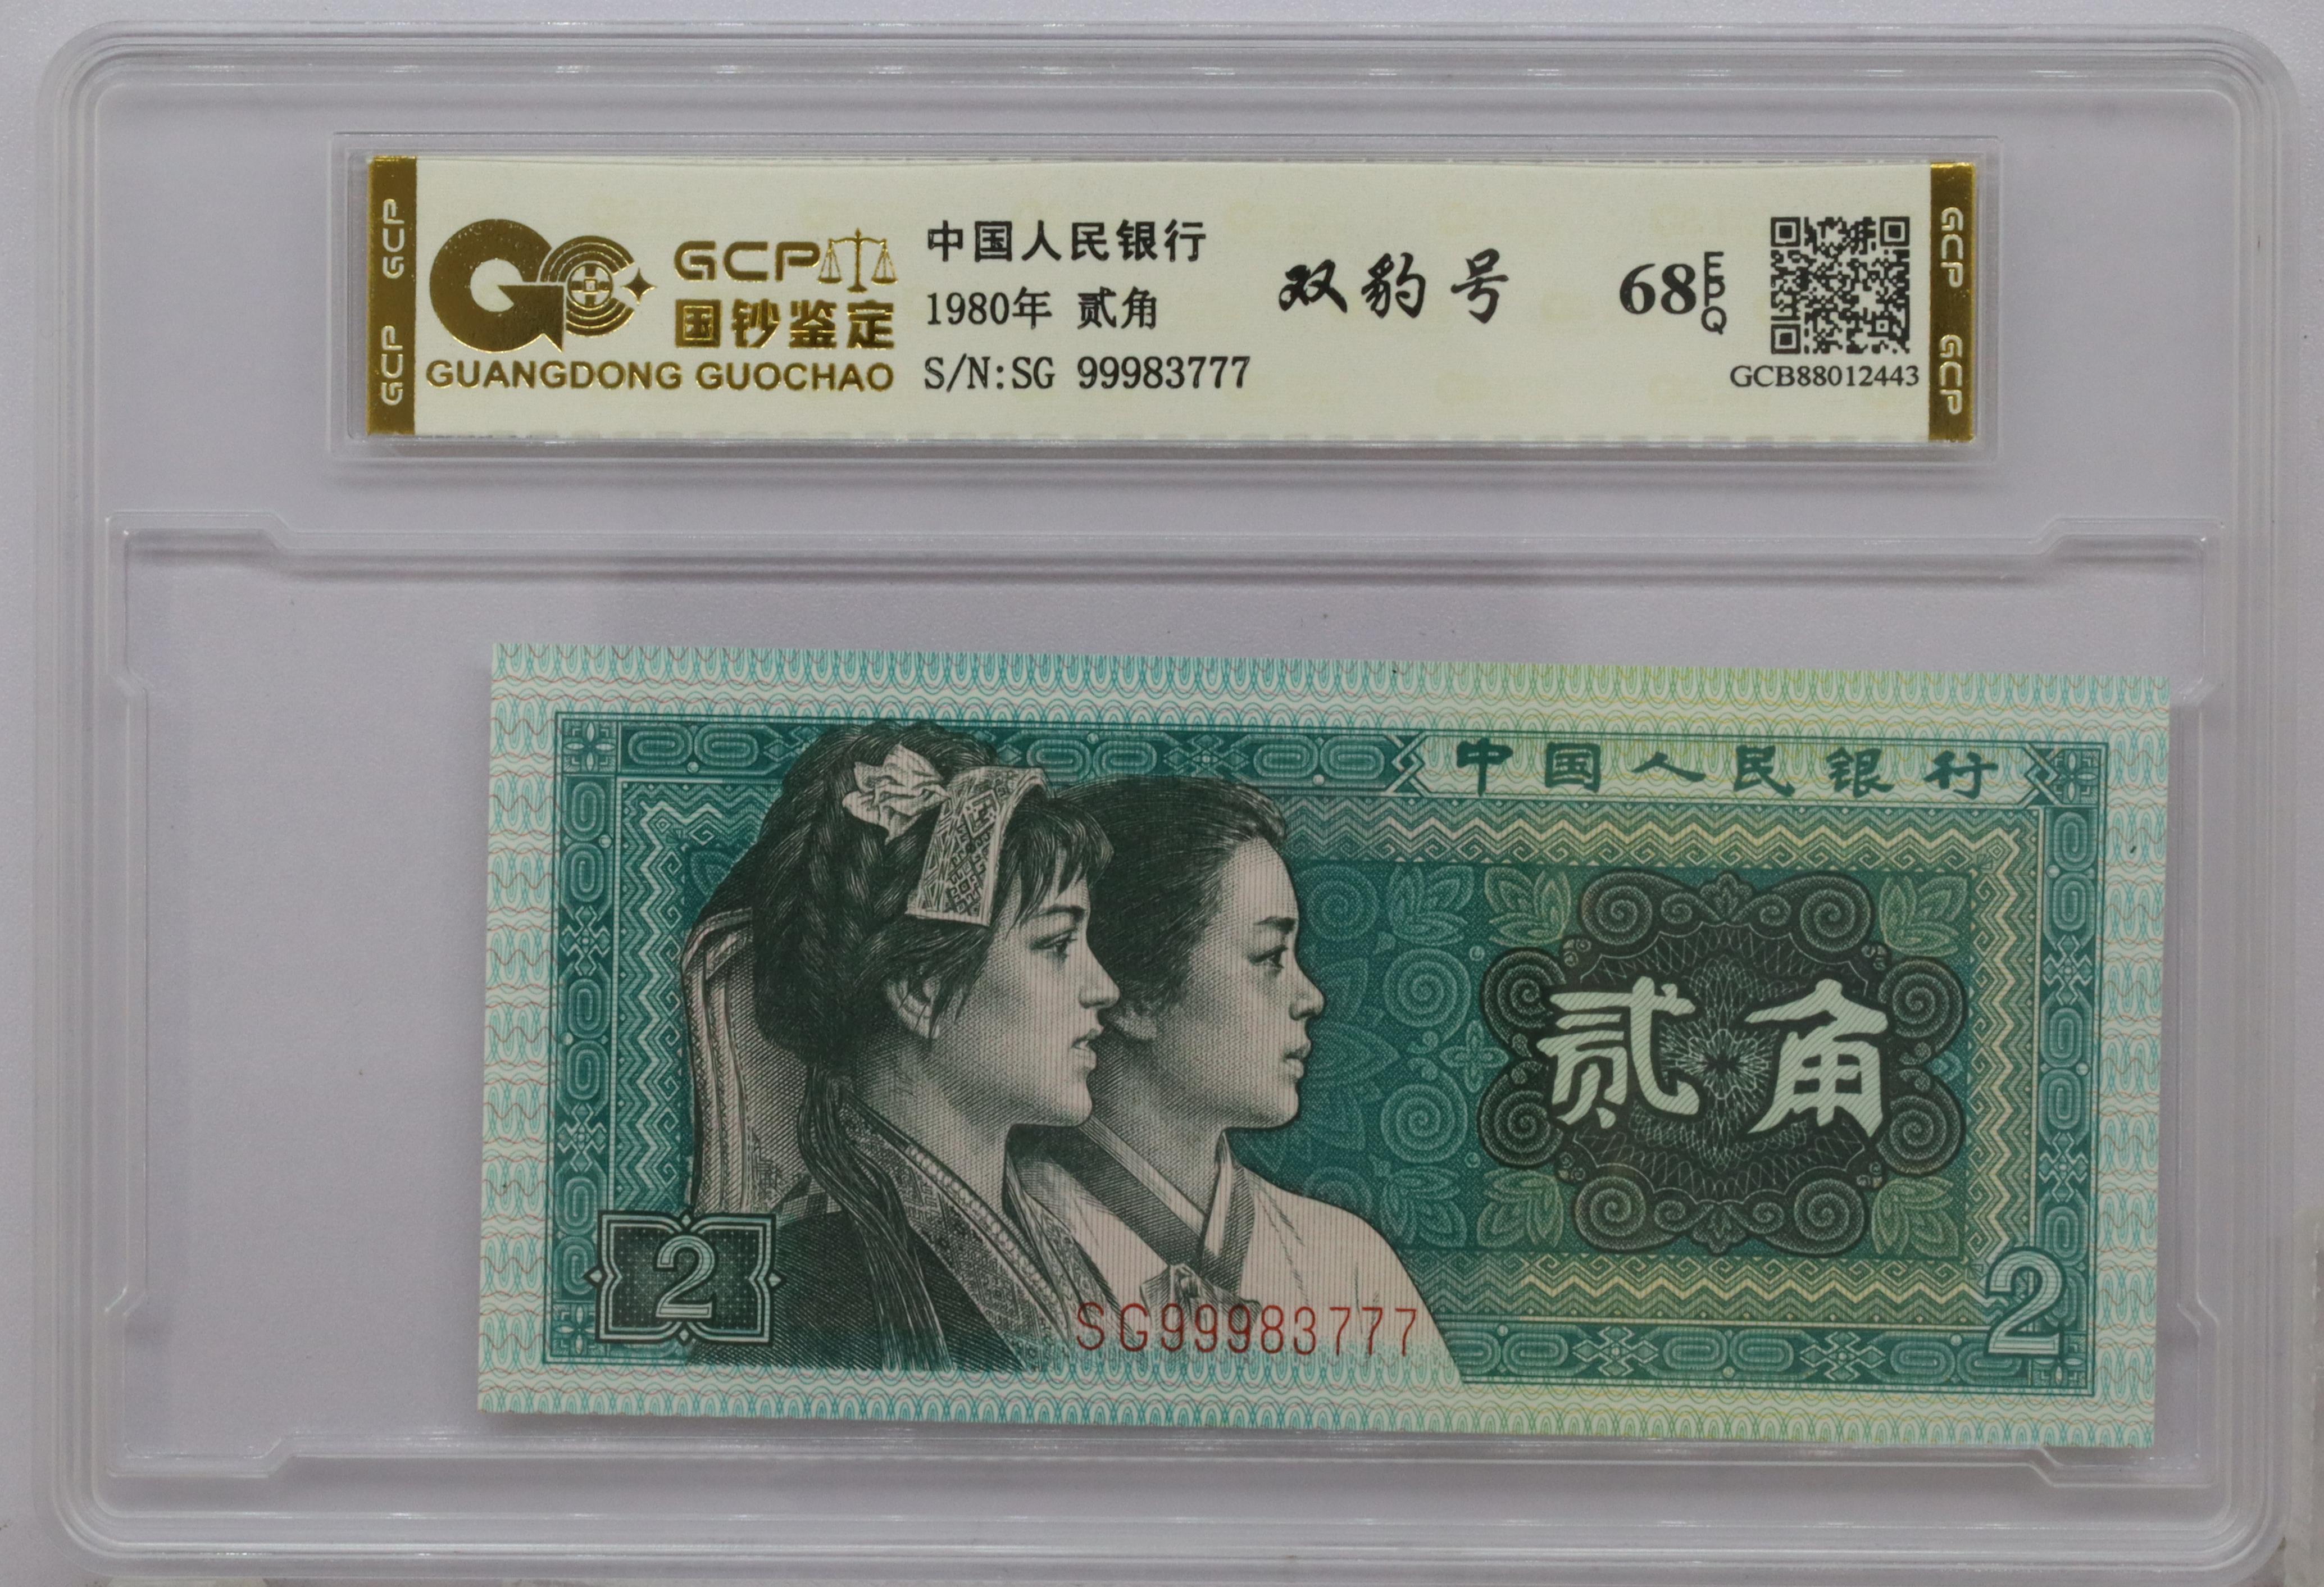 GCP GCP
GCP
国钞鉴定
GUANGDONG GUOCHAO
中国人民银行
1980年 贰角
S/N:SG 99983777
双豹号
68 EPQ
GCB88012443
GCP GCP
中国人民银行
贰角
2
SG99983777
2